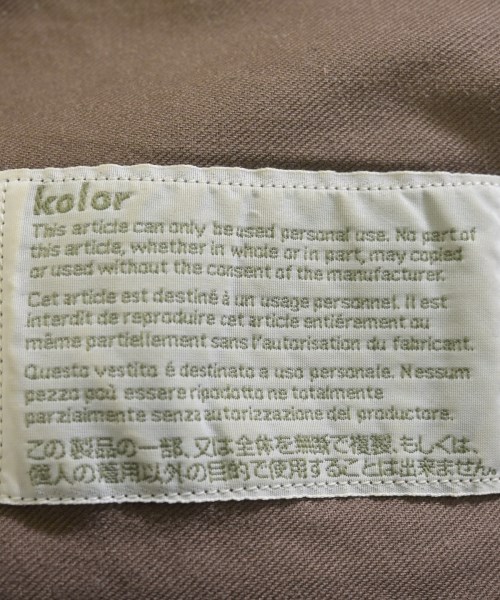 kolor
This article can only be used personal use. No part of
this article, whether in whole or in part, may copied
or used without the consent of the manufacturer.
Cet article est destiné à un usage personnel. Il est
interdit de reproduire cet article entiérement ou
même partiellement sans l'autorisation du fabricant.
Questo vestito é destinato a uso personale. Nessum
pezzo poù essere ripodotto ne totalmente
parzialmente senza autorizzazione del produttore.
この製品の一部、又は全体を無断で複製、もしくは、
個人の着用以外の目的で使用することは出来ません。